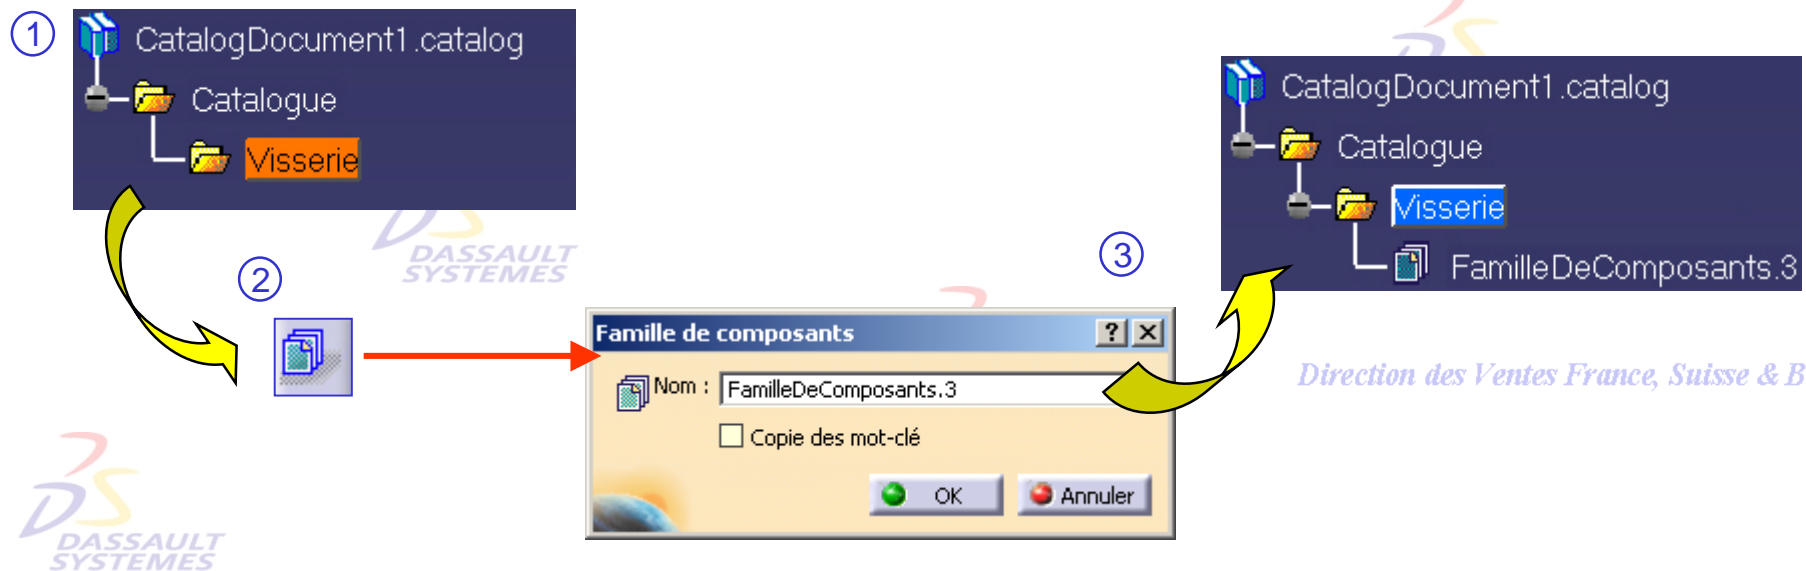 1
CatalogDocument1.catalog
Catalogue
Visserie
DASSAULT
SYSTEMES
2
Famille de composants
Nom :
FamilleDeComposants.3
Copie des mot-clé
OK
Annuler
3
CatalogDocument1.catalog
Catalogue
Visserie
FamilleDeComposants.3
Direction des Ventes France, Suisse & B
DASSAULT
SYSTEMES